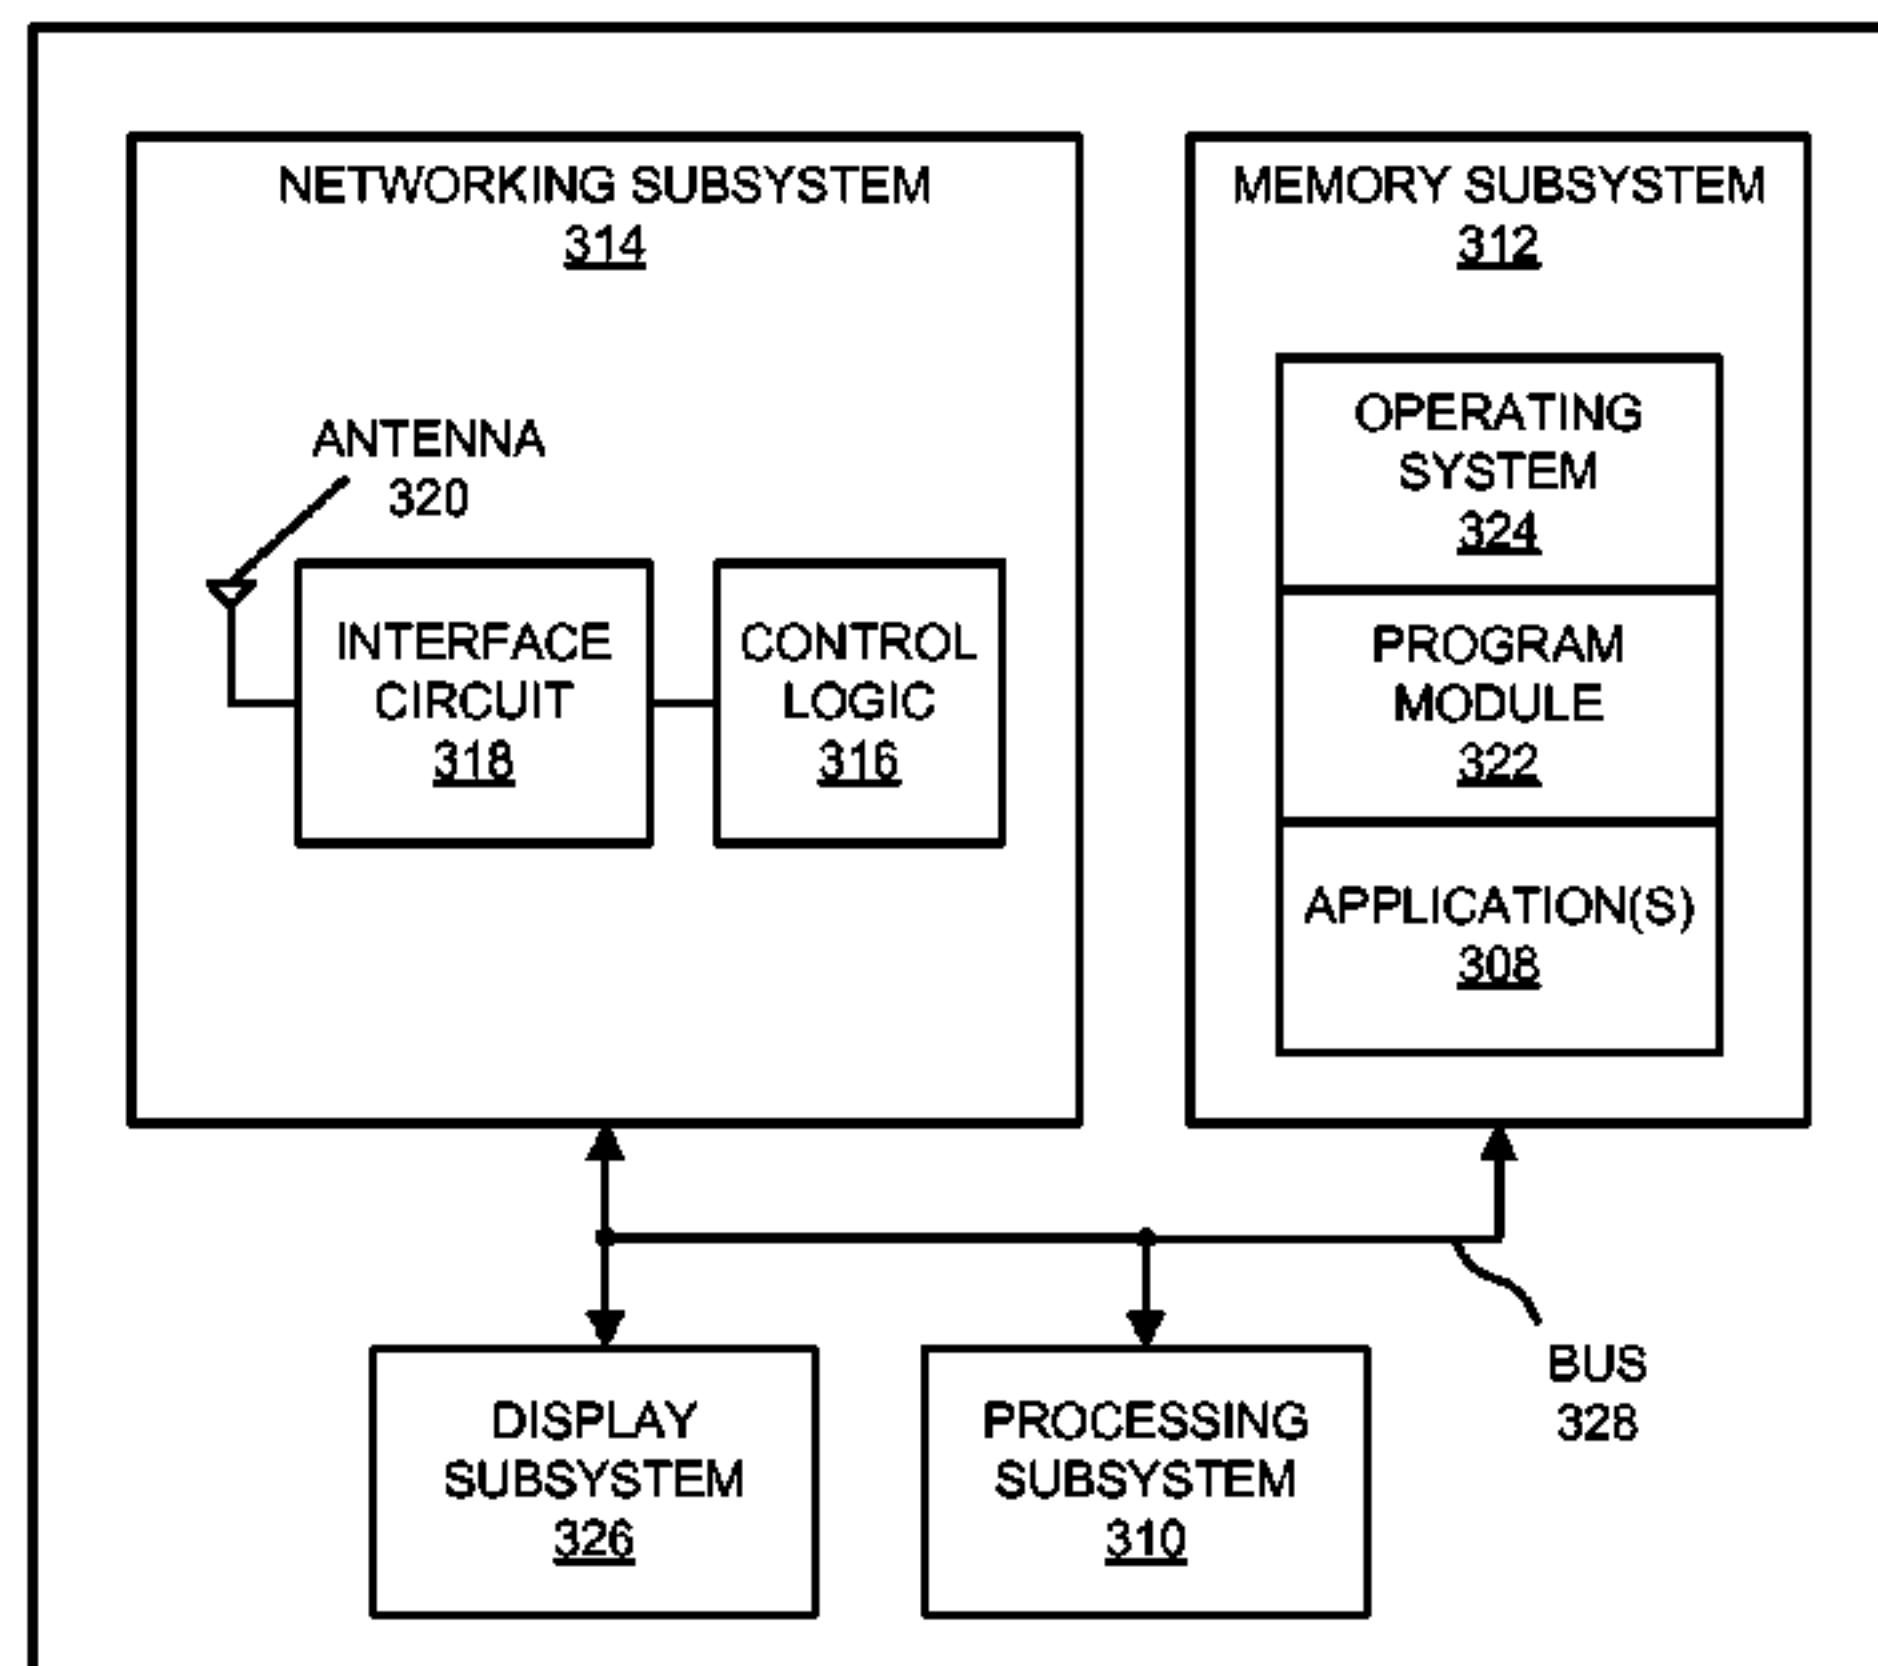 NETWORKING SUBSYSTEM
314
MEMORY SUBSYSTEM
312
ANTENNA
320
INTERFACE
CIRCUIT
318
CONTROL
LOGIC
316
OPERATING
SYSTEM
324
PROGRAM
MODULE
322
APPLICATION(S)
308
DISPLAY
SUBSYSTEM
326
PROCESSING
SUBSYSTEM
310
BUS
328